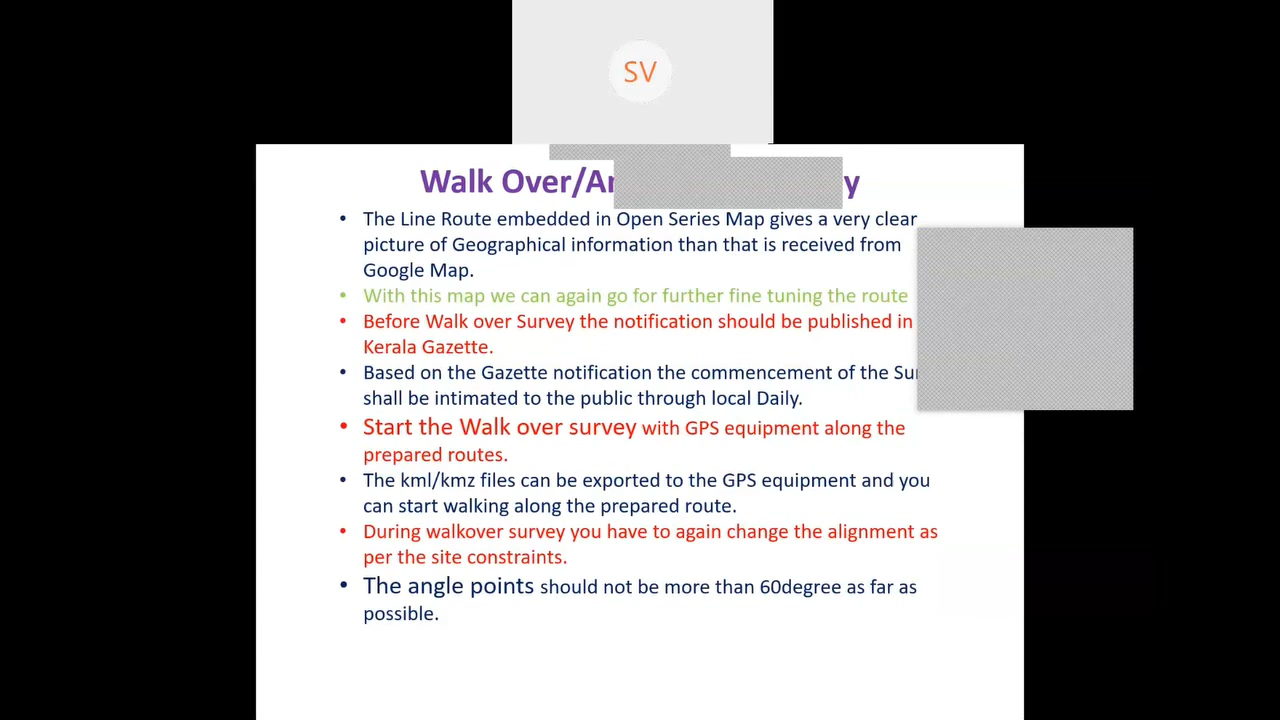 SV
Walk Over/
• The Line Route embedded in Open Series Map gives a very clear
picture of Geographical information than that is received from
Google Map.
• With this map we can again go for further fine tuning the route
• Before Walk over Survey the notification should be published in
Kerala Gazette.
• Based on the Gazette notification the commencement of the
shall be intimated to the public through local Daily.
• Start the Walk over survey with GPS equipment along the
prepared routes.
• The kml/kmz files can be exported to the GPS equipment and you
can start walking along the prepared route.
• During walkover survey you have to again change the alignment as
per the site constraints.
• The angle points should not be more than 60degree as far as
possible.